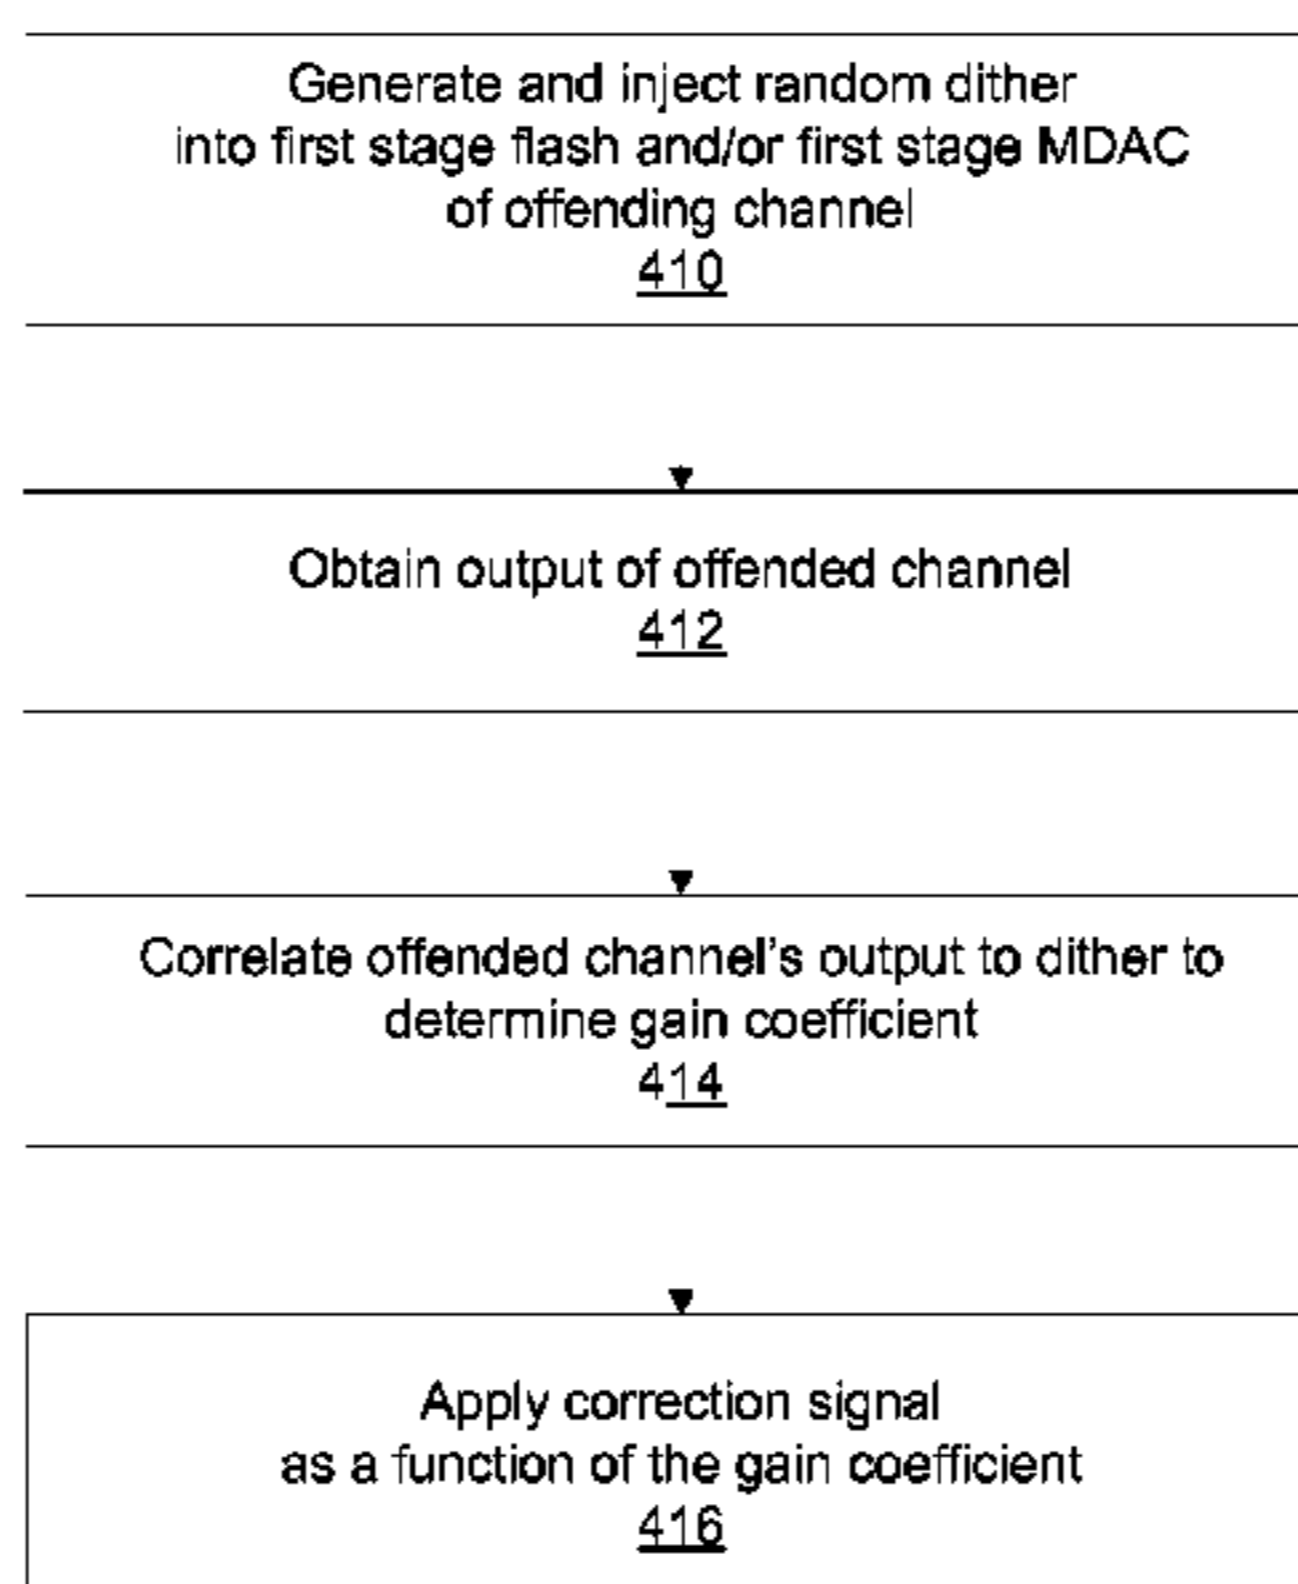 Generate and inject random dither
into first stage flash and/or first stage MDAC
of offending channel
410
Obtain output of offended channel
412
Correlate offended channel's output to dither to
determine gain coefficient
414
Apply correction signal
as a function of the gain coefficient
416